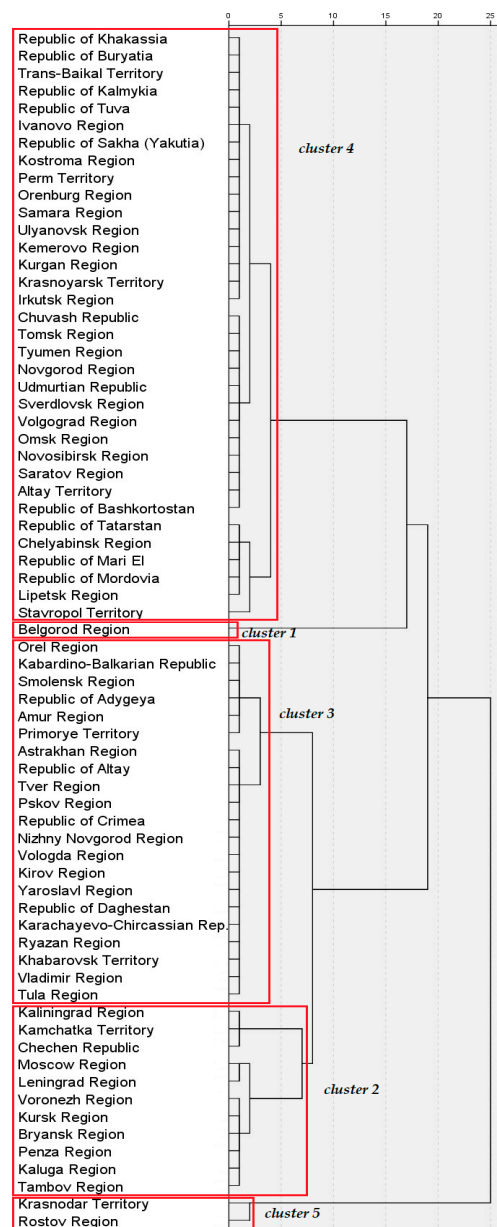 0 5 10 15 20 25
Republic of Khakassia
Republic of Buryatia
Trans-Baikal Territory
Republic of Kalmykia
Republic of Tuva
Ivanovo Region
Republic of Sakha (Yakutia)
cluster 4
Kostroma Region
Perm Territory
Orenburg Region
Samara Region
Ulyanovsk Region
Kemerovo Region
Kurgan Region
Krasnoyarsk Territory
Irkutsk Region
Chuvash Republic
Tomsk Region
Tyumen Region
Novgorod Region
Udmurtian Republic
Sverdlovsk Region
Volgograd Region
Omsk Region
Novosibirsk Region
Saratov Region
Altay Territory
Republic of Bashkortostan
Republic of Tatarstan
Chelyabinsk Region
Republic of Mari El
Republic of Mordovia
Lipetsk Region
Stavropol Territory
Belgorod Region
cluster 1
Orel Region
Kabardino-Balkarian Republic
Smolensk Region
Republic of Adygeya
Amur Region
cluster 3
Primorye Territory
Astrakhan Region
Republic of Altay
Tver Region
Pskov Region
Republic of Crimea
Nizhny Novgorod Region
Vologda Region
Kirov Region
Yaroslavl Region
Republic of Daghestan
Karachayevo-Chircassian Rep.
Ryazan Region
Khabarovsk Territory
Vladimir Region
Tula Region
Kaliningrad Region
Kamchatka Territory
Chechen Republic
Moscow Region
Leningrad Region
cluster 2
Voronezh Region
Kursk Region
Bryansk Region
Penza Region
Kaluga Region
Tambov Region
Krasnodar Territory
cluster 5
Rostov Region